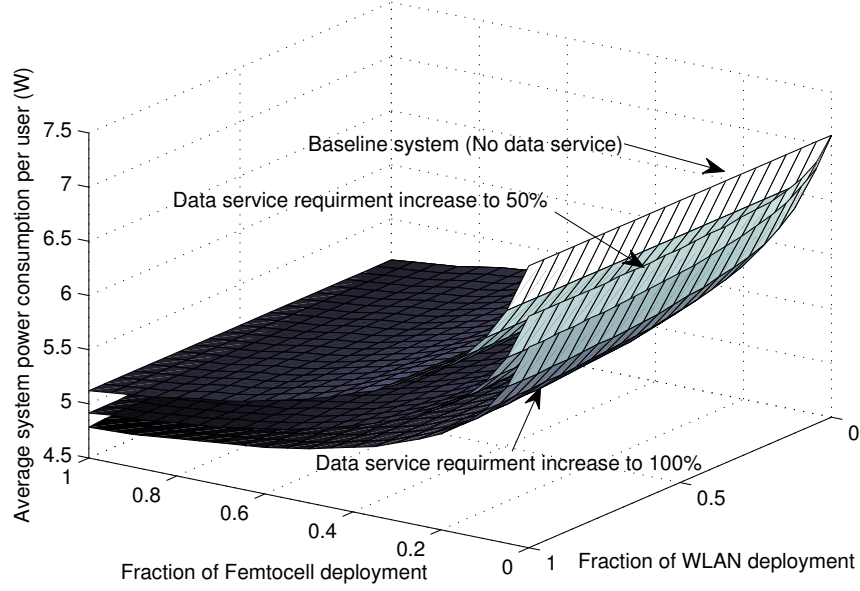 Average system power consumption per user (W)
7.5
7
6.5
6
5.5
5
4.5
Baseline system (No data service)
Data service requirment increase to 50%
Data service requirment increase to 100%
1
0.8
0.6
0.4
0.2
0
Fraction of Femtocell deployment
1
0.5
0
Fraction of WLAN deployment